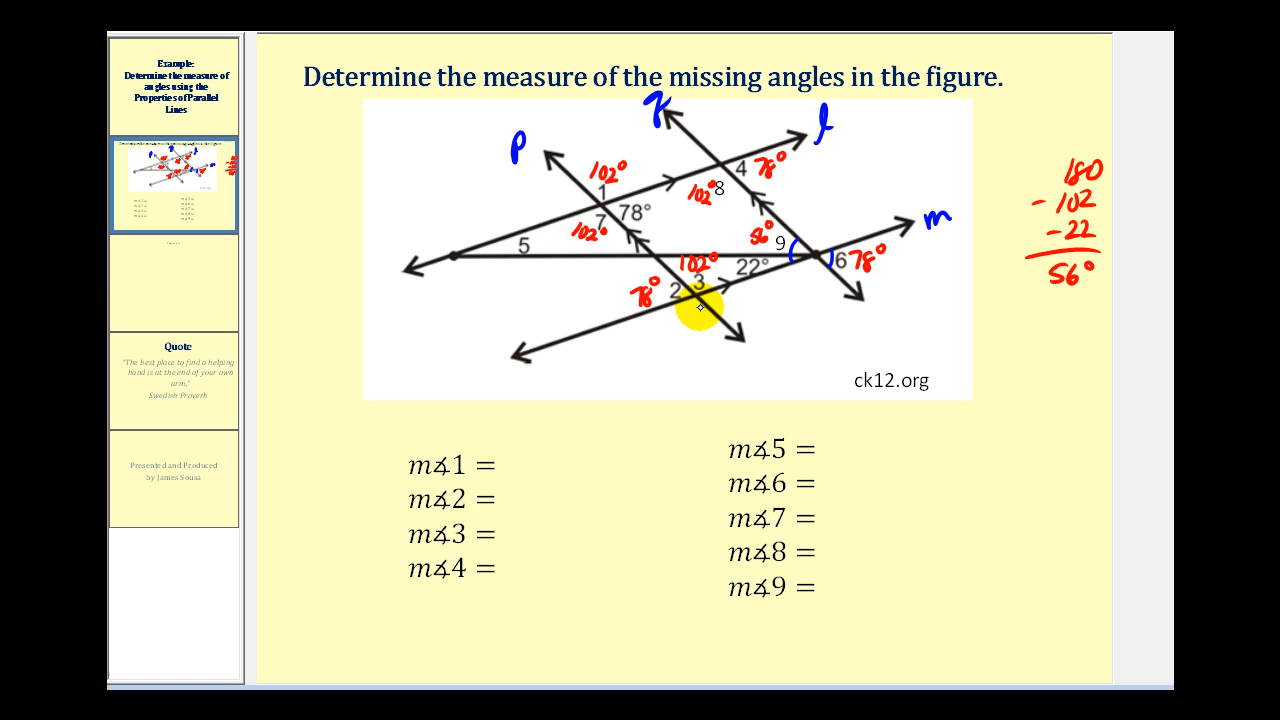 Example:
Determine the measure of
angles using the
Properties of Parallel
Lines
Quote
"The best place to find a helping
hand is at the end of your own
arm."
Swedish Proverb
Presented and Produced
by James Sousa
Determine the measure of the missing angles in the figure.
p
q
l
m
102°
1
78°
7
102°
5
102°
8
4
78°
56°
9
6
78°
102°
22°
78°
2
3
ck12.org
180
- 102
- 22
56°
m∡1 =
m∡2 =
m∡3 =
m∡4 =
m∡5 =
m∡6 =
m∡7 =
m∡8 =
m∡9 =